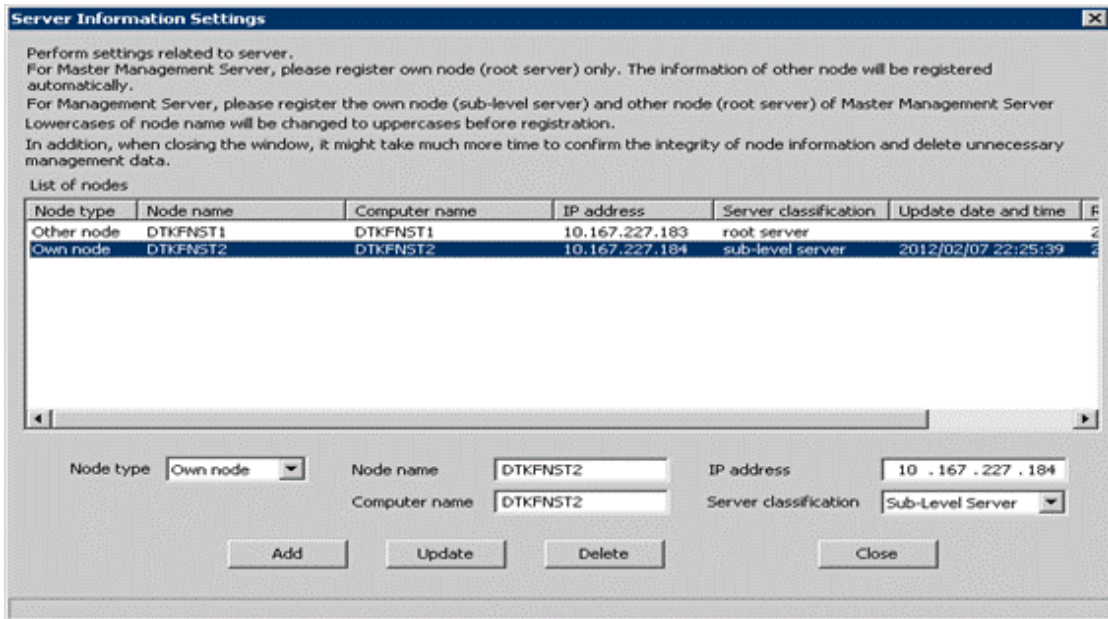 Server Information Settings
Perform settings related to server.
For Master Management Server, please register own node (root server) only. The information of other node will be registered
automatically.
For Management Server, please register the own node (sub-level server) and other node (root server) of Master Management Server
Lowercases of node name will be changed to uppercases before registration.
In addition, when closing the window, it might take much more time to confirm the integrity of node information and delete unnecessary
management data.
List of nodes
Node type Node name Computer name IP address Server classification Update date and time
Other node DTKFNST1 DTKFNST1 10.167.227.183 root server 2
Own node DTKFNST2 DTKFNST2 10.167.227.184 sub-level server 2012/02/07 22:25:39 2
Node type Own node Node name DTKFNST2 IP address 10 .167 .227 .184
Computer name DTKFNST2 Server classification Sub-Level Server
Add Update Delete Close